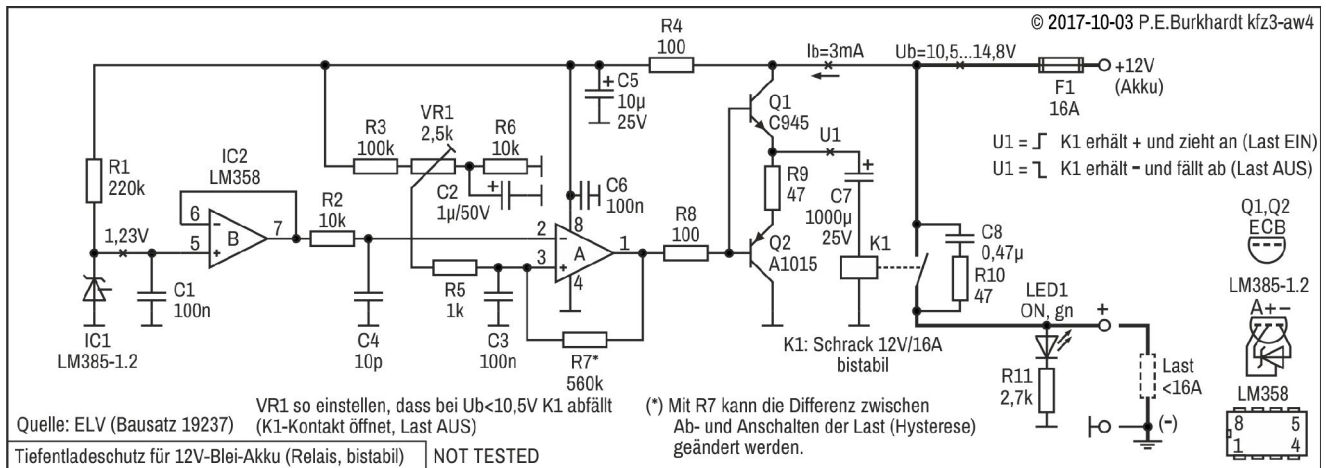 © 2017-10-03 P.E.Burkhardt kfz3-aw4
R4
100
Ib=3mA
Ub=10,5...14,8V
+12V
(Akku)
F1
16A
C5
10µ
25V
+
Q1
C945
VR1
2,5k
R3
100k
R6
10k
U1
+
U1 = K1 erhält + und zieht an (Last EIN)
U1 = K1 erhält - und fällt ab (Last AUS)
R1
220k
IC2
LM358
C2
1µ/50V
+
C6
100n
R9
47
C7
1000µ
25V
Q1,Q2
ECB
6
-
B
7
5
+
R2
10k
2
-
8
A
1
3
+
4
R8
100
Q2
A1015
K1
C8
0,47µ
R10
47
1,23V
LM385-1.2
A+-
R5
1k
LED1
ON, gn
+
C1
100n
IC1
LM385-1.2
C4
10p
C3
100n
R7*
560k
K1: Schrack 12V/16A
bistabil
R11
2,7k
Last
<16A
(-)
LM358
8 5
1 4
Quelle: ELV (Bausatz 19237)
VR1 so einstellen, dass bei Ub<10,5V K1 abfällt
(K1-Kontakt öffnet, Last AUS)
(*) Mit R7 kann die Differenz zwischen
Ab- und Anschalten der Last (Hysterese)
geändert werden.
Tiefentladeschutz für 12V-Blei-Akku (Relais, bistabil)
NOT TESTED